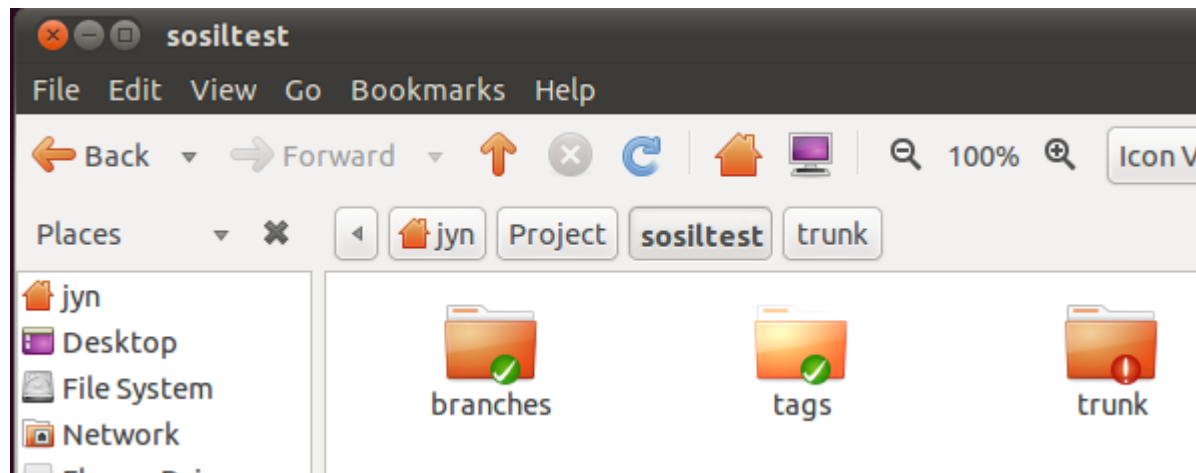 sosiltest
File Edit View Go Bookmarks Help
Back Forward 100% Icon
Places jyn Project sosiltest trunk
jyn
Desktop
File System
Network
branches tags trunk